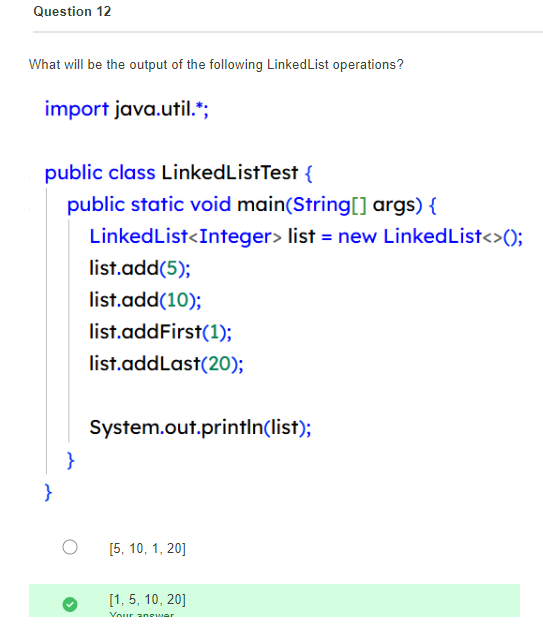 Question 12
What will be the output of the following LinkedList operations?
import java.util.*;
public class LinkedListTest {
public static void main(String[] args) {
LinkedList<Integer> list = new LinkedList<>();
list.add(5);
list.add(10);
list.addFirst(1);
list.addLast(20);
System.out.println(list);
}
}
[5, 10, 1, 20]
[1, 5, 10, 20]
Your answer